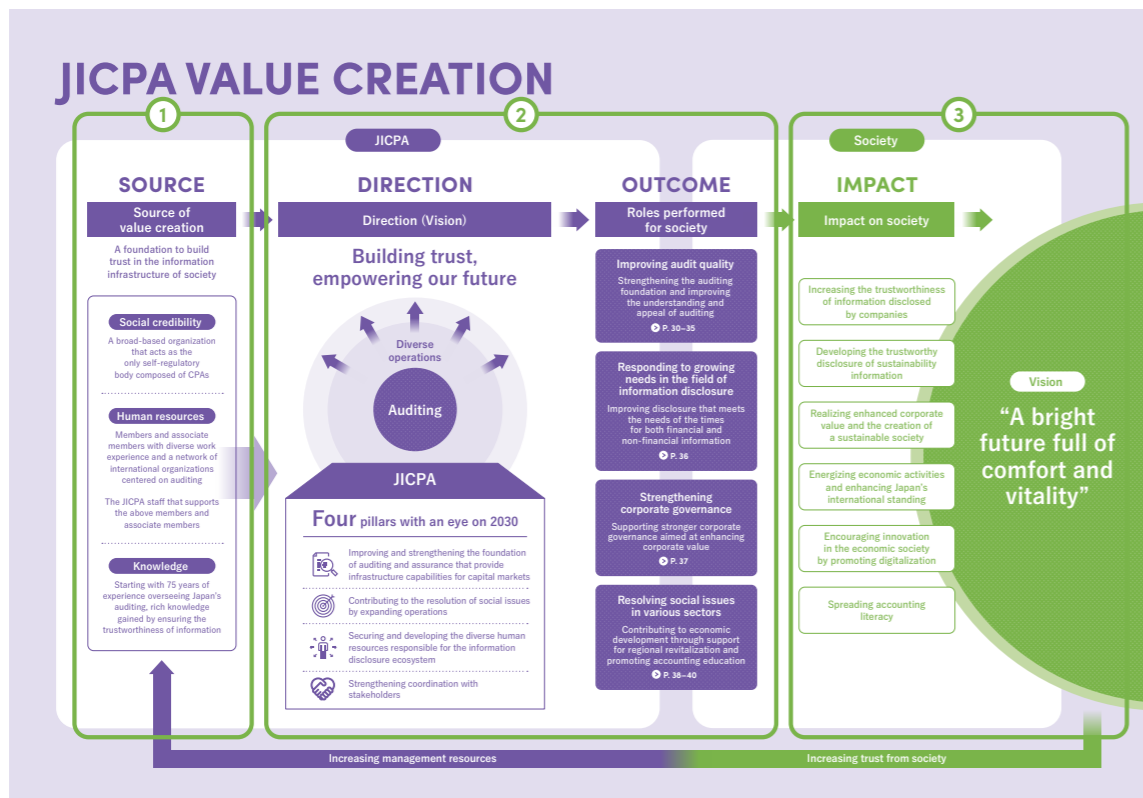 JICPA VALUE CREATION
1
2
3
JICPA
Society
SOURCE
Source of
value creation
A foundation to build
trust in the information
infrastructure of society
Social credibility
A broad-based organization
that acts as the
only self-regulatory
body composed of CPAs
Human resources
Members and associate
members with diverse work
experience and a network of
international organizations
centered on auditing
The JICPA staff that supports
the above members and
associate members
Knowledge
Starting with 75 years of
experience overseeing Japan's
auditing, rich knowledge
gained by ensuring the
trustworthiness of information
DIRECTION
Direction (Vision)
Building trust,
empowering our future
Diverse
operations
Auditing
JICPA
Four pillars with an eye on 2030
Improving and strengthening the foundation
of auditing and assurance that provide
infrastructure capabilities for capital markets
Contributing to the resolution of social issues
by expanding operations
Securing and developing the diverse human
resources responsible for the information
disclosure ecosystem
Strengthening coordination with
stakeholders
OUTCOME
Roles performed
for society
Improving audit quality
Strengthening the auditing
foundation and improving
the understanding and
appeal of auditing
P. 30–35
Responding to growing
needs in the field of
information disclosure
Improving disclosure that meets
the needs of the times
for both financial and
non-financial information
P. 36
Strengthening
corporate governance
Supporting stronger corporate
governance aimed at enhancing
corporate value
P. 37
Resolving social issues
in various sectors
Contributing to economic
development through support
for regional revitalization and
promoting accounting education
P. 38–40
IMPACT
Impact on society
Increasing the trustworthiness
of information disclosed
by companies
Developing the trustworthy
disclosure of sustainability
information
Realizing enhanced corporate
value and the creation of
a sustainable society
Energizing economic activities
and enhancing Japan's
international standing
Encouraging innovation
in the economic society
by promoting digitalization
Spreading accounting
literacy
Vision
“A bright
future full of
comfort and
vitality”
Increasing management resources
Increasing trust from society